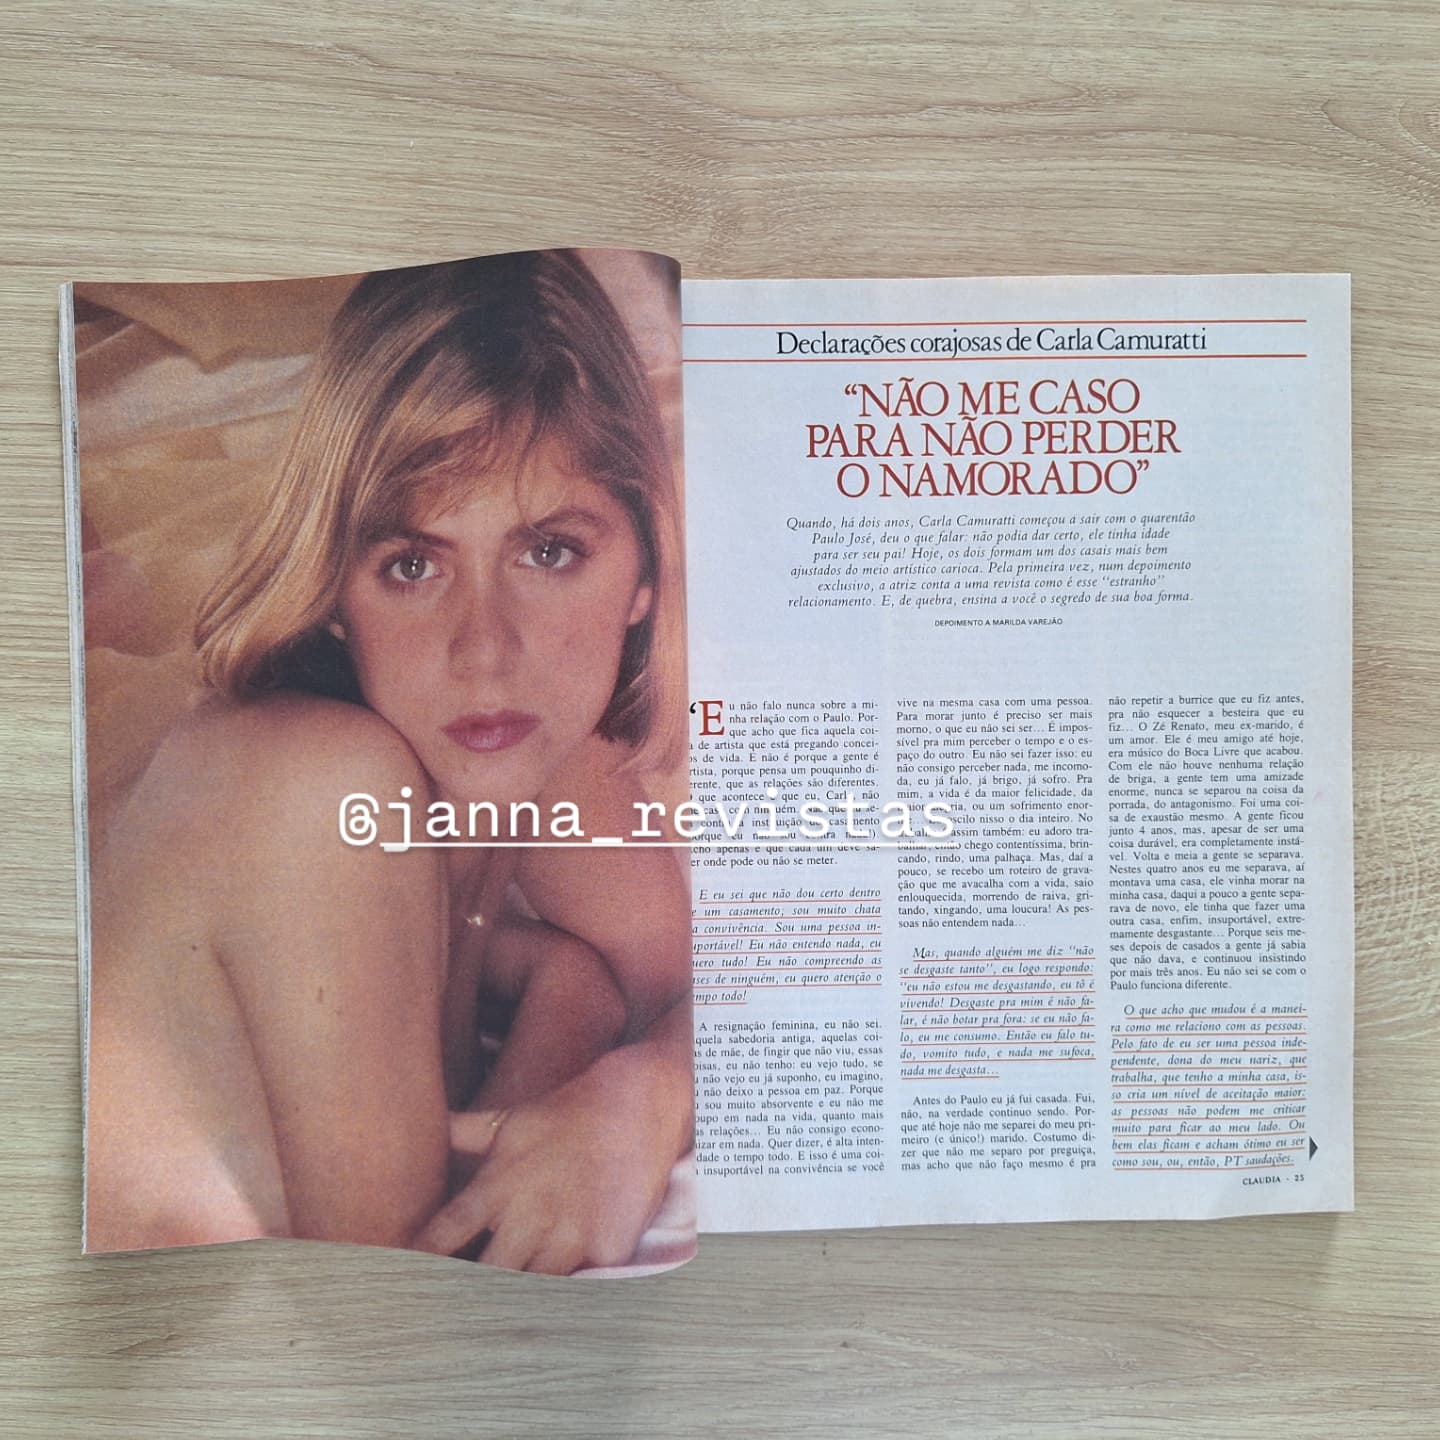 Declarações corajosas de Carla Camuratti
“NÃO ME CASO
PARA NÃO PERDER
O NAMORADO”
Quando, há dois anos, Carla Camuratti começou a sair com o quarentão
Paulo José, deu o que falar: não podia dar certo, ele tinha idade
para ser seu pai! Hoje, os dois formam um dos casais mais bem
ajustados do meio artístico carioca. Pela primeira vez, num depoimento
exclusivo, a atriz conta a uma revista como é esse “estranho”
relacionamento. E, de quebra, ensina a você o segredo de sua boa forma.
DEPOIMENTO A MARILDA VAREJÃO
“Eu não falo nunca sobre a mi-
nha relação com o Paulo. Por-
que acho que fica aquela coi-
de artista que está pregando concei-
de vida. E não é porque a gente é
porque pensa um pouquinho di-
que as relações são diferentes.
que acontece é que eu, Carla, não
com ninguém.
instituição do casamento
eu não sou contra nada!).
apenas é que cada um deve sa-
er onde pode ou não se meter.
E eu sei que não dou certo dentro
um casamento; sou muito chata
convivência. Sou uma pessoa in-
Eu não entendo nada, eu
tudo! Eu não compreendo as
de ninguém, eu quero atenção o
todo!
A resignação feminina, eu não sei.
sabedoria antiga, aquelas coi-
de mãe, de fingir que não viu, essas
eu não tenho: eu vejo tudo, se
não vejo eu já suponho, eu imagino,
não deixo a pessoa em paz. Porque
sou muito absorvente e eu não me
em nada na vida, quanto mais
relações... Eu não consigo econo-
em nada. Quer dizer, é alta inten-
o tempo todo. E isso é uma coi-
insuportável na convivência se você
vive na mesma casa com uma pessoa.
Para morar junto é preciso ser mais
morno, o que eu não sei ser... É impos-
sível pra mim perceber o tempo e o es-
paço do outro. Eu não sei fazer isso: eu
não consigo perceber nada, me incomo-
da, eu já falo, já brigo, já sofro. Pra
mim, a vida é da maior felicidade, da
maior alegria, ou um sofrimento enor-
nisso o dia inteiro. No
assim também: eu adoro tra-
balhar, então chego contentíssima, brin-
cando, rindo, uma palhaça. Mas, daí a
pouco, se recebo um roteiro de grava-
ção que me avacalha com a vida, saio
enlouquecida, morrendo de raiva, gri-
tando, xingando, uma loucura! As pes-
soas não entendem nada...
Mas, quando alguém me diz “não
se desgaste tanto”, eu logo respondo:
“eu não estou me desgastando, eu tô é
vivendo! Desgaste pra mim é não fa-
lar, é não botar pra fora: se eu não fa-
lo, eu me consumo. Então eu falo tu-
do, vomito tudo, e nada me sufoca,
nada me desgasta...
Antes do Paulo eu já fui casada. Fui,
não, na verdade continuo sendo. Por-
que até hoje não me separei do meu pri-
meiro (e único!) marido. Costumo di-
zer que não me separo por preguiça,
mas acho que não faço mesmo é pra
não repetir a burrice que eu fiz antes,
pra não esquecer a besteira que eu
fiz... O Zé Renato, meu ex-marido, é
um amor. Ele é meu amigo até hoje,
era músico do Boca Livre que acabou.
Com ele não houve nenhuma relação
de briga, a gente tem uma amizade
enorme, nunca se separou na coisa da
porrada, do antagonismo. Foi uma coi-
sa de exaustão mesmo. A gente ficou
junto 4 anos, mas, apesar de ser uma
coisa durável, era completamente instá-
vel. Volta e meia a gente se separava.
Nestes quatro anos eu me separava, aí
montava uma casa, ele vinha morar na
minha casa, daqui a pouco a gente sepa-
rava de novo, ele tinha que fazer uma
outra casa, enfim, insuportável, extre-
mamente desgastante... Porque seis me-
ses depois de casados a gente já sabia
que não dava, e continuou insistindo
por mais três anos. Eu não sei se com o
Paulo funciona diferente.
O que acho que mudou é a manei-
ra como me relaciono com as pessoas.
Pelo fato de eu ser uma pessoa inde-
pendente, dona do meu nariz, que
trabalha, que tenho a minha casa, is-
so cria um nível de aceitação maior:
as pessoas não podem me criticar
muito para ficar ao meu lado. Ou
bem elas ficam e acham ótimo eu ser
como sou, ou, então, PT saudações.
CLAUDIA - 25
@janna_revistas